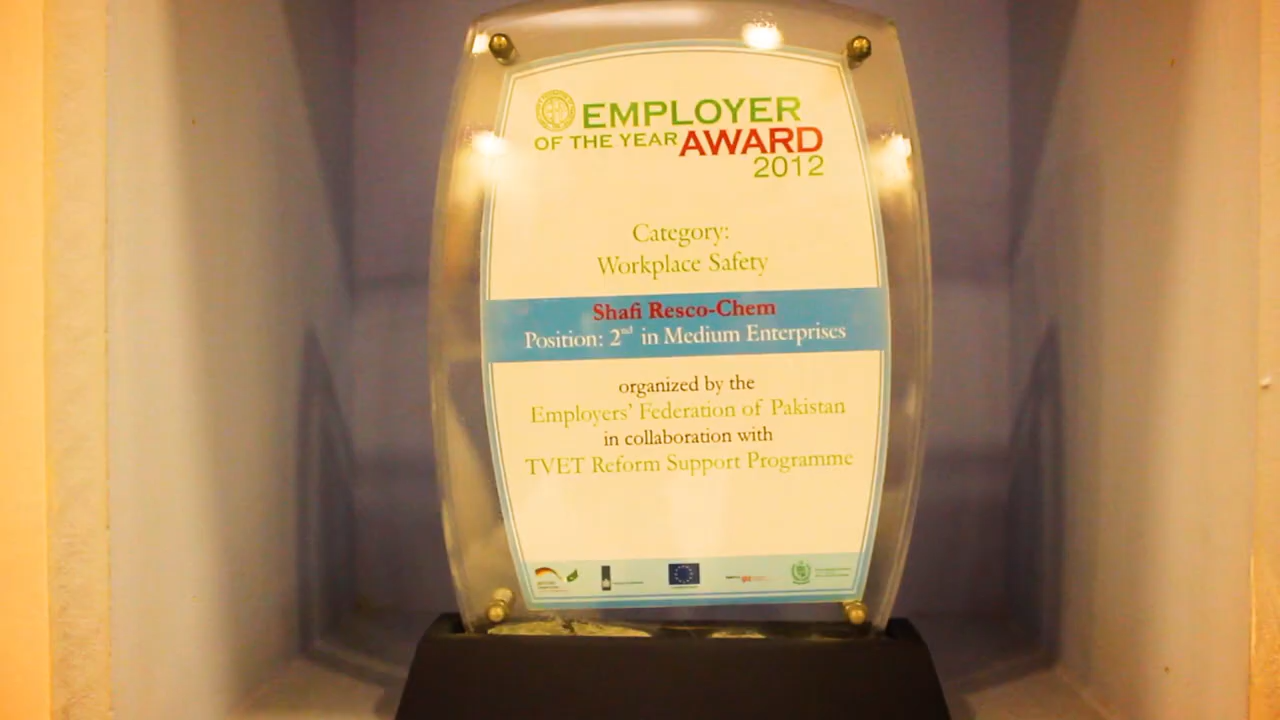 EMPLOYER
OF THE YEAR AWARD
2012
Category:
Workplace Safety
Shafi Resco-Chem
Position: 2nd in Medium Enterprises
organized by the
Employers' Federation of Pakistan
in collaboration with
TVET Reform Support Programme
giz